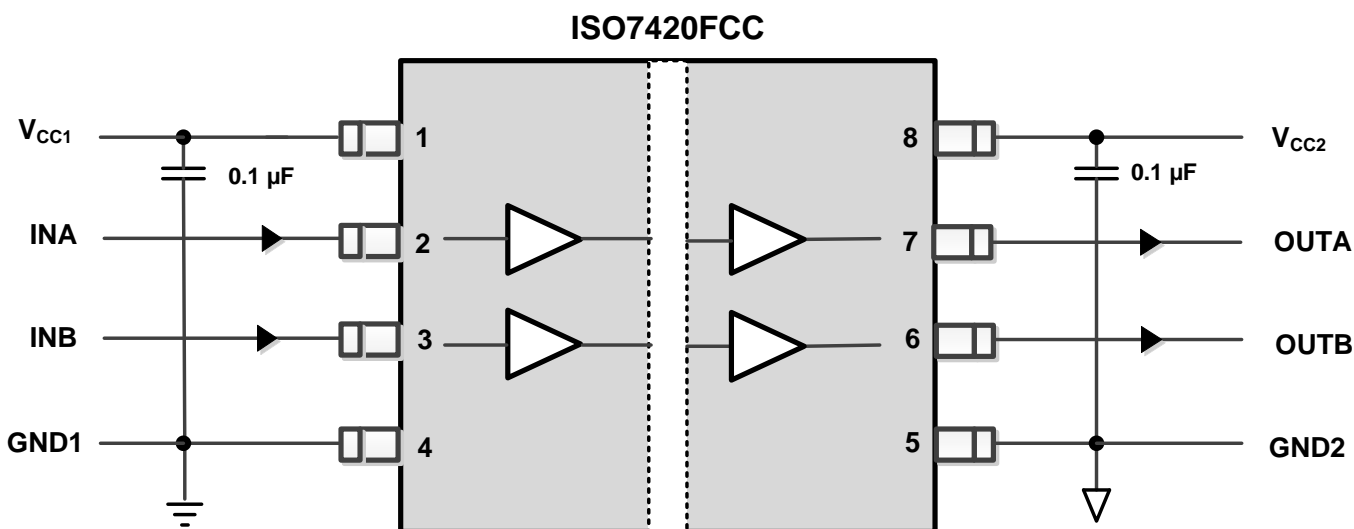 ISO7420FCC
VCC1
1
8
VCC2
0.1 µF
0.1 µF
INA
2
7
OUTA
INB
3
6
OUTB
GND1
4
5
GND2